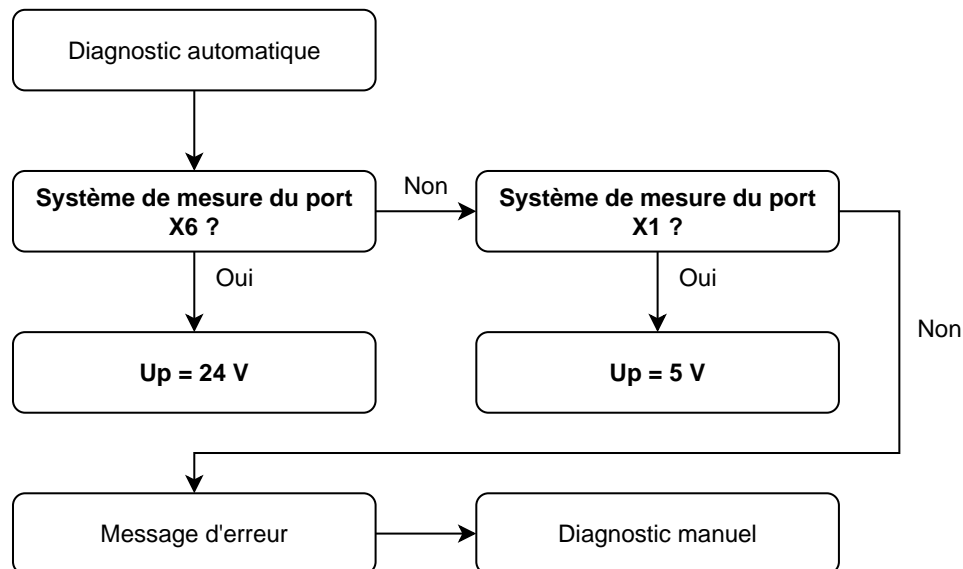 Diagnostic automatique
Système de mesure du port
X6 ?
Non
Système de mesure du port
X1 ?
Oui
Oui
Non
Up = 24 V
Up = 5 V
Message d'erreur
Diagnostic manuel